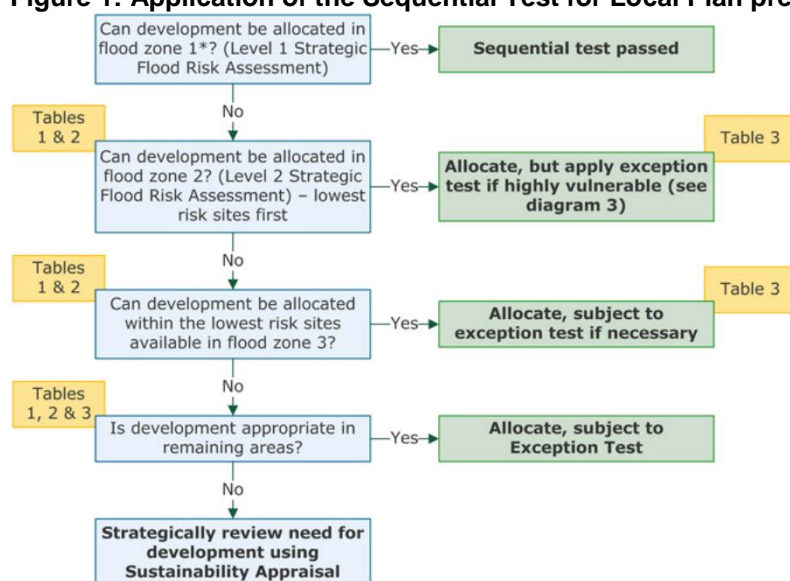 Figure 1: Application of the Sequential Test for Local Plan pre
Can development be allocated in
flood zone 1*? (Level 1 Strategic
Flood Risk Assessment)
Yes
Sequential test passed
No
Tables
1 & 2
Can development be allocated in
flood zone 2? (Level 2 Strategic
Flood Risk Assessment) – lowest
risk sites first
Yes
Table 3
Allocate, but apply exception
test if highly vulnerable (see
diagram 3)
No
Tables
1 & 2
Can development be allocated
within the lowest risk sites
available in flood zone 3?
Yes
Table 3
Allocate, subject to
exception test if necessary
No
Tables
1, 2 & 3
Is development appropriate in
remaining areas?
Yes
Allocate, subject to
Exception Test
No
Strategically review need for
development using
Sustainability Appraisal